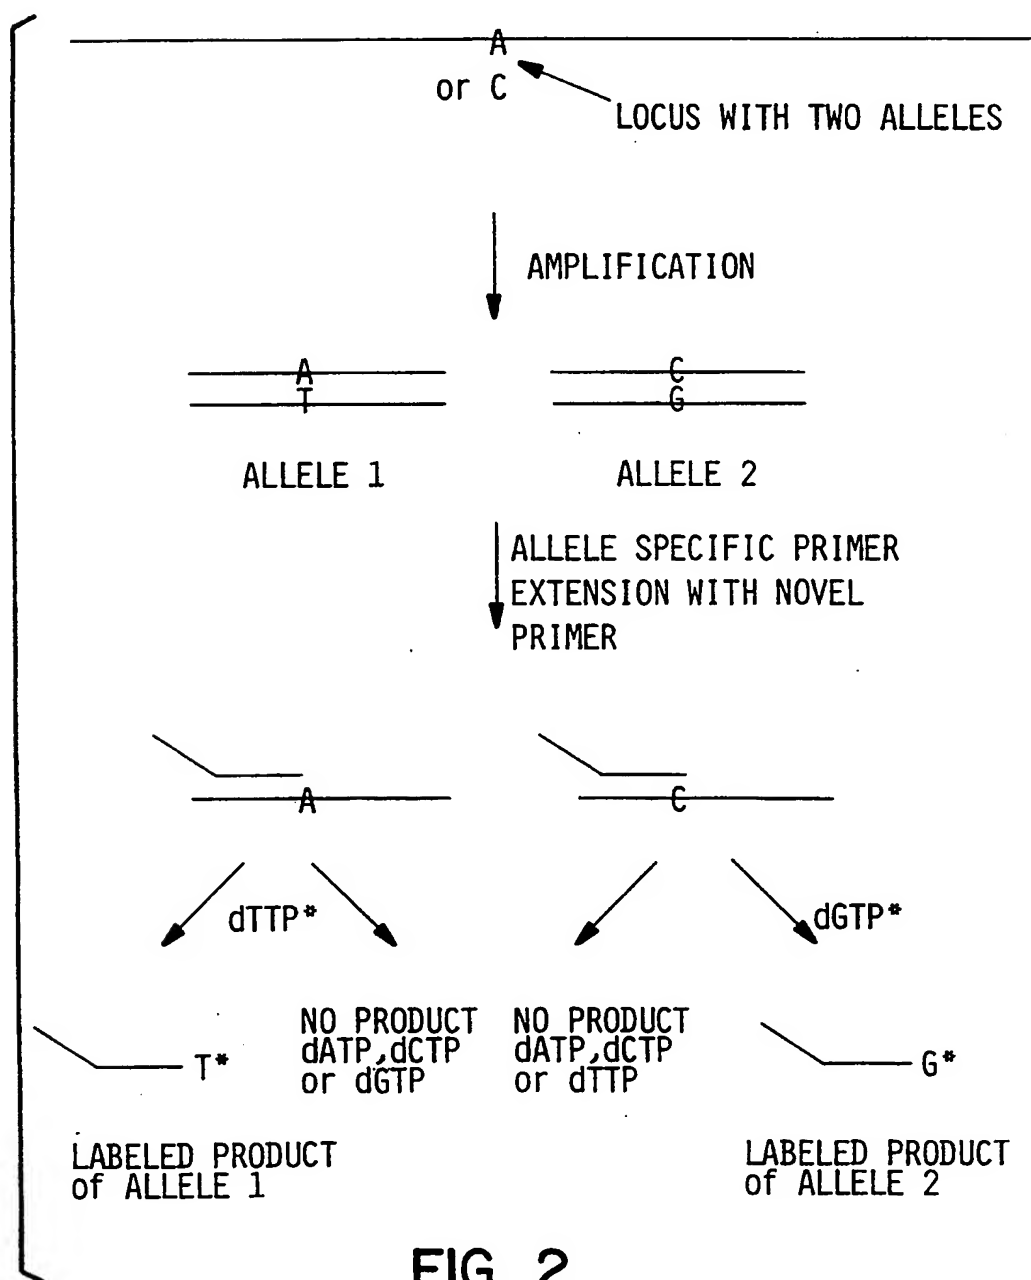 A
or C
LOCUS WITH TWO ALLELES
AMPLIFICATION
A
T
C
G
ALLELE 1
ALLELE 2
ALLELE SPECIFIC PRIMER
EXTENSION WITH NOVEL
PRIMER
A
C
dTTP*
dGTP*
T*
NO PRODUCT
dATP,dCTP
or dGTP
NO PRODUCT
dATP,dCTP
or dTTP
G*
LABELED PRODUCT
of ALLELE 1
LABELED PRODUCT
of ALLELE 2
FIG. 2